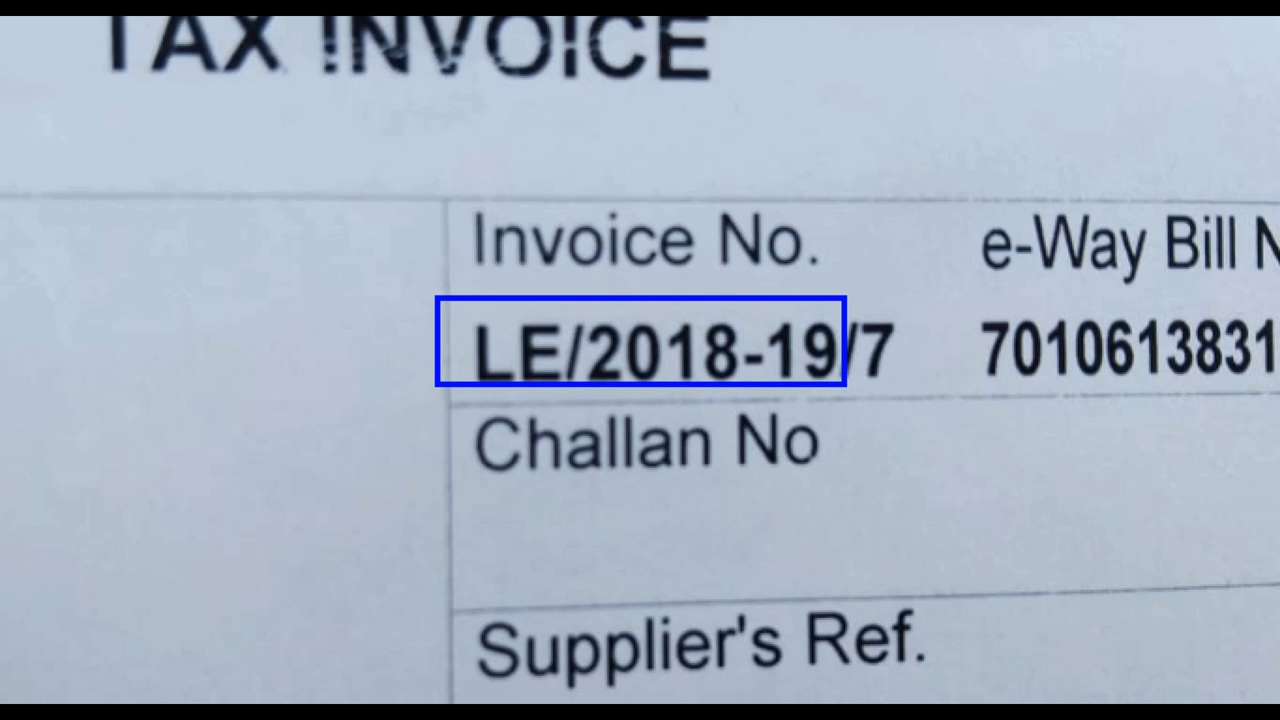 TAX INVOICE
Invoice No. e-Way Bill
LE/2018-19/7 7010613831
Challan No
Supplier's Ref.